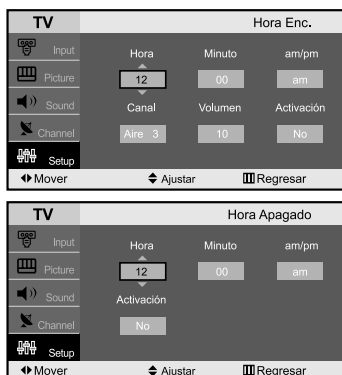 TV Hora Enc.
Input Hora Minuto am/pm
Picture 12 00 am
Sound Canal Volumen Activación
Channel Aire 3 10 No
Setup
Mover Ajustar Regresar
TV Hora Apagado
Input Hora Minuto am/pm
Picture 12 00 am
Sound Activación
Channel No
Setup
Mover Ajustar Regresar